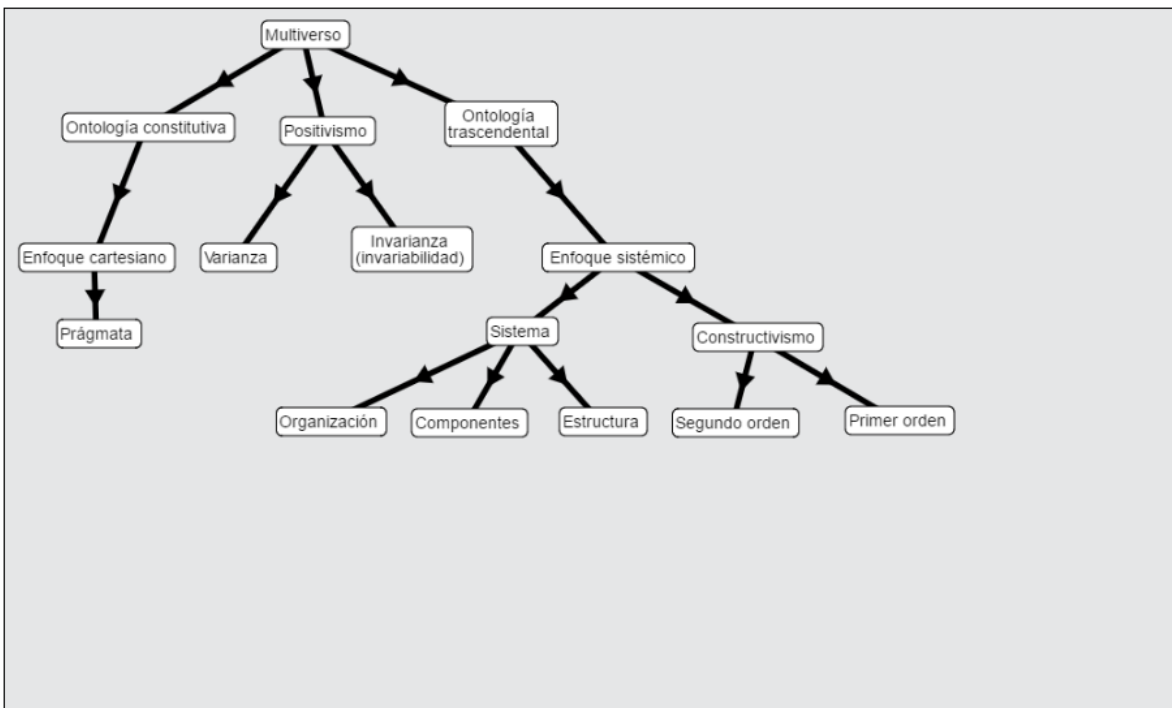 Multiverso
Ontología constitutiva
Positivismo
Ontología
trascendental
Enfoque cartesiano
Varianza
Invarianza
(invariabilidad)
Enfoque sistémico
Prágmata
Sistema
Constructivismo
Organización
Componentes
Estructura
Segundo orden
Primer orden